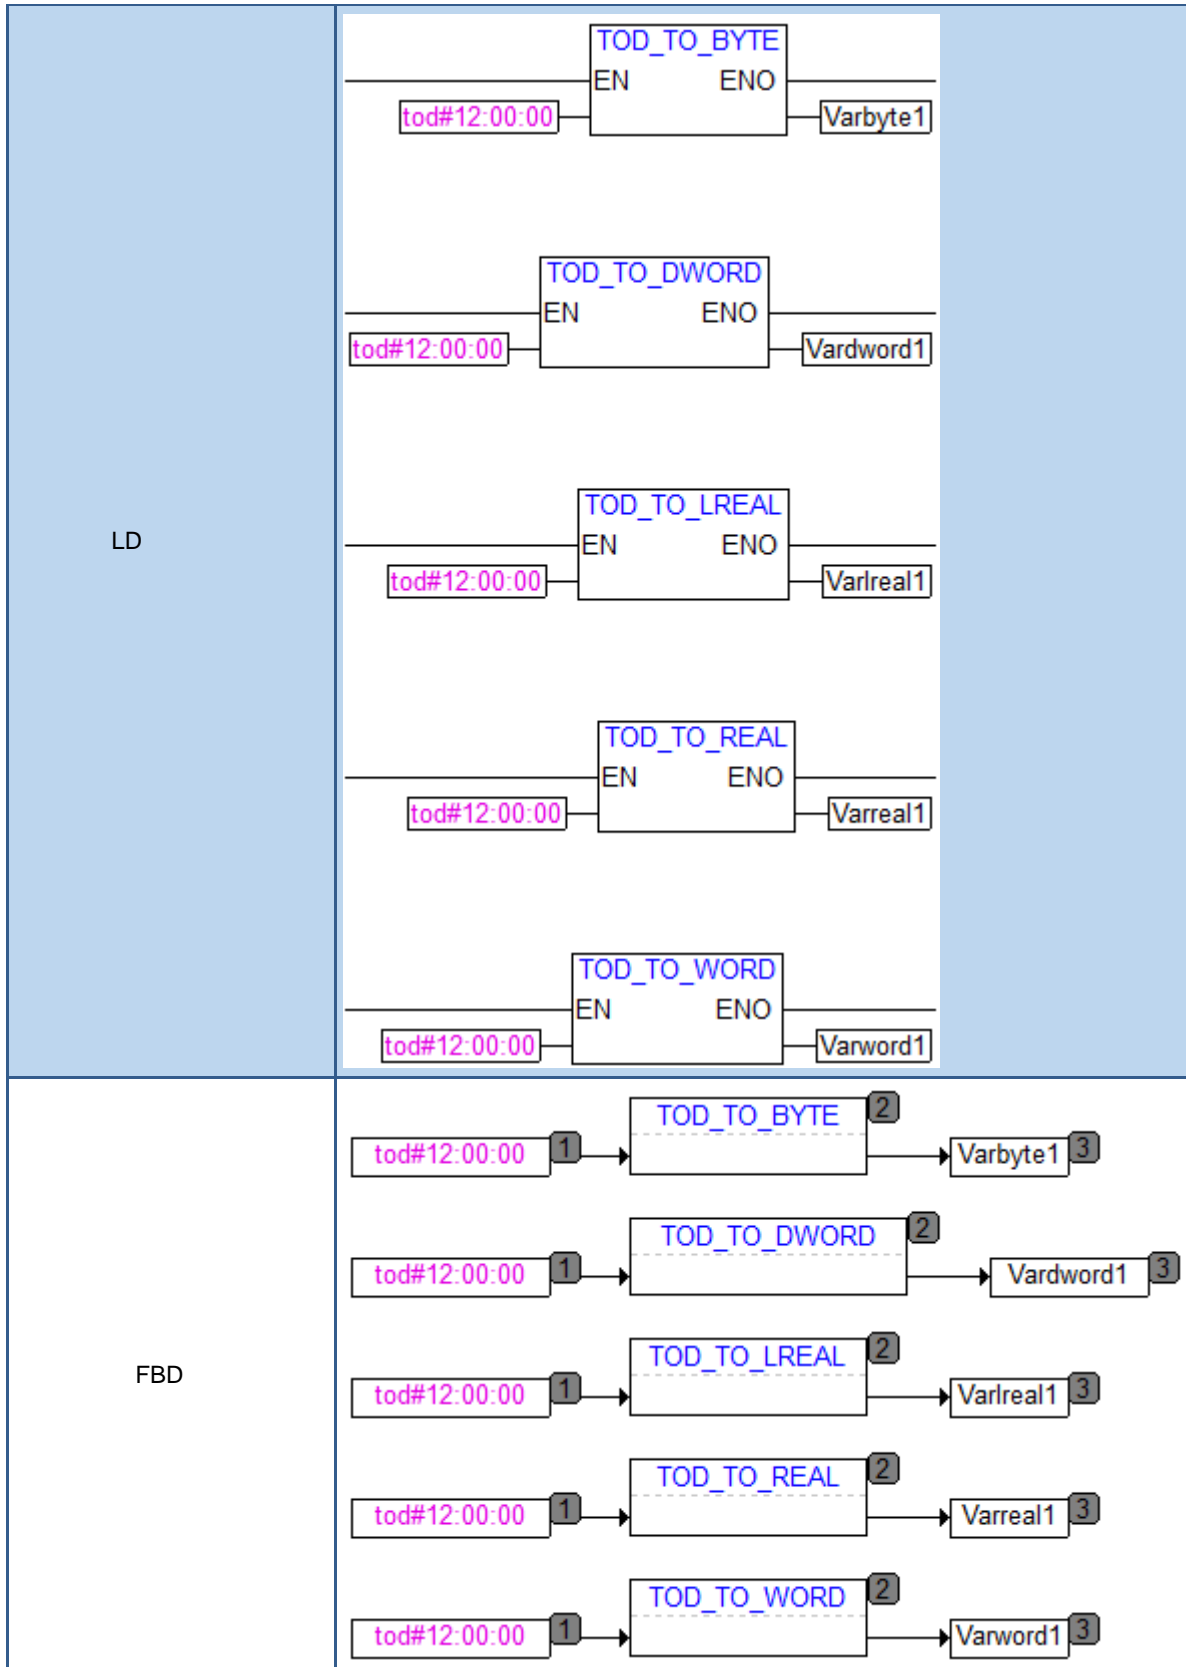 LD
TOD_TO_BYTE
EN ENO
tod#12:00:00 Varbyte1
TOD_TO_DWORD
EN ENO
tod#12:00:00 Vardword1
TOD_TO_LREAL
EN ENO
tod#12:00:00 Varlreal1
TOD_TO_REAL
EN ENO
tod#12:00:00 Varreal1
TOD_TO_WORD
EN ENO
tod#12:00:00 Varword1
FBD
TOD_TO_BYTE 2
tod#12:00:00 1 Varbyte1 3
TOD_TO_DWORD 2
tod#12:00:00 1 Vardword1 3
TOD_TO_LREAL 2
tod#12:00:00 1 Varlreal1 3
TOD_TO_REAL 2
tod#12:00:00 1 Varreal1 3
TOD_TO_WORD 2
tod#12:00:00 1 Varword1 3